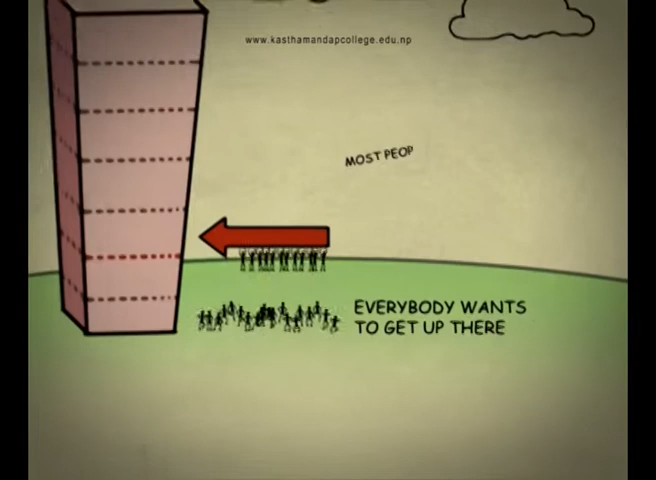 www.kasthamandapcollege.edu.np
MOST PEOP
EVERYBODY WANTS
TO GET UP THERE